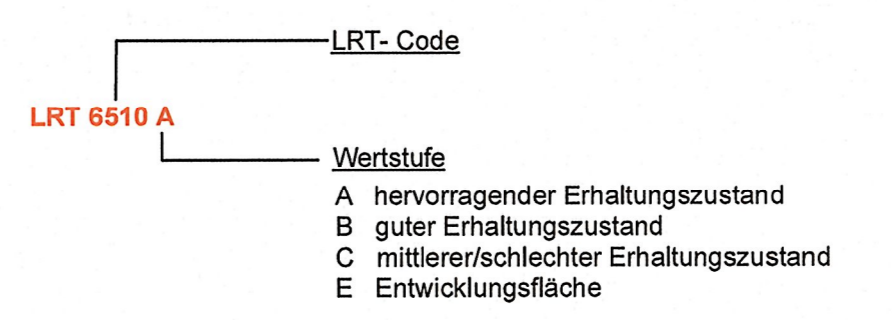 LRT- Code
LRT 6510 A
Wertstufe
A hervorragender Erhaltungszustand
B guter Erhaltungszustand
C mittlerer/schlechter Erhaltungszustand
E Entwicklungsfläche